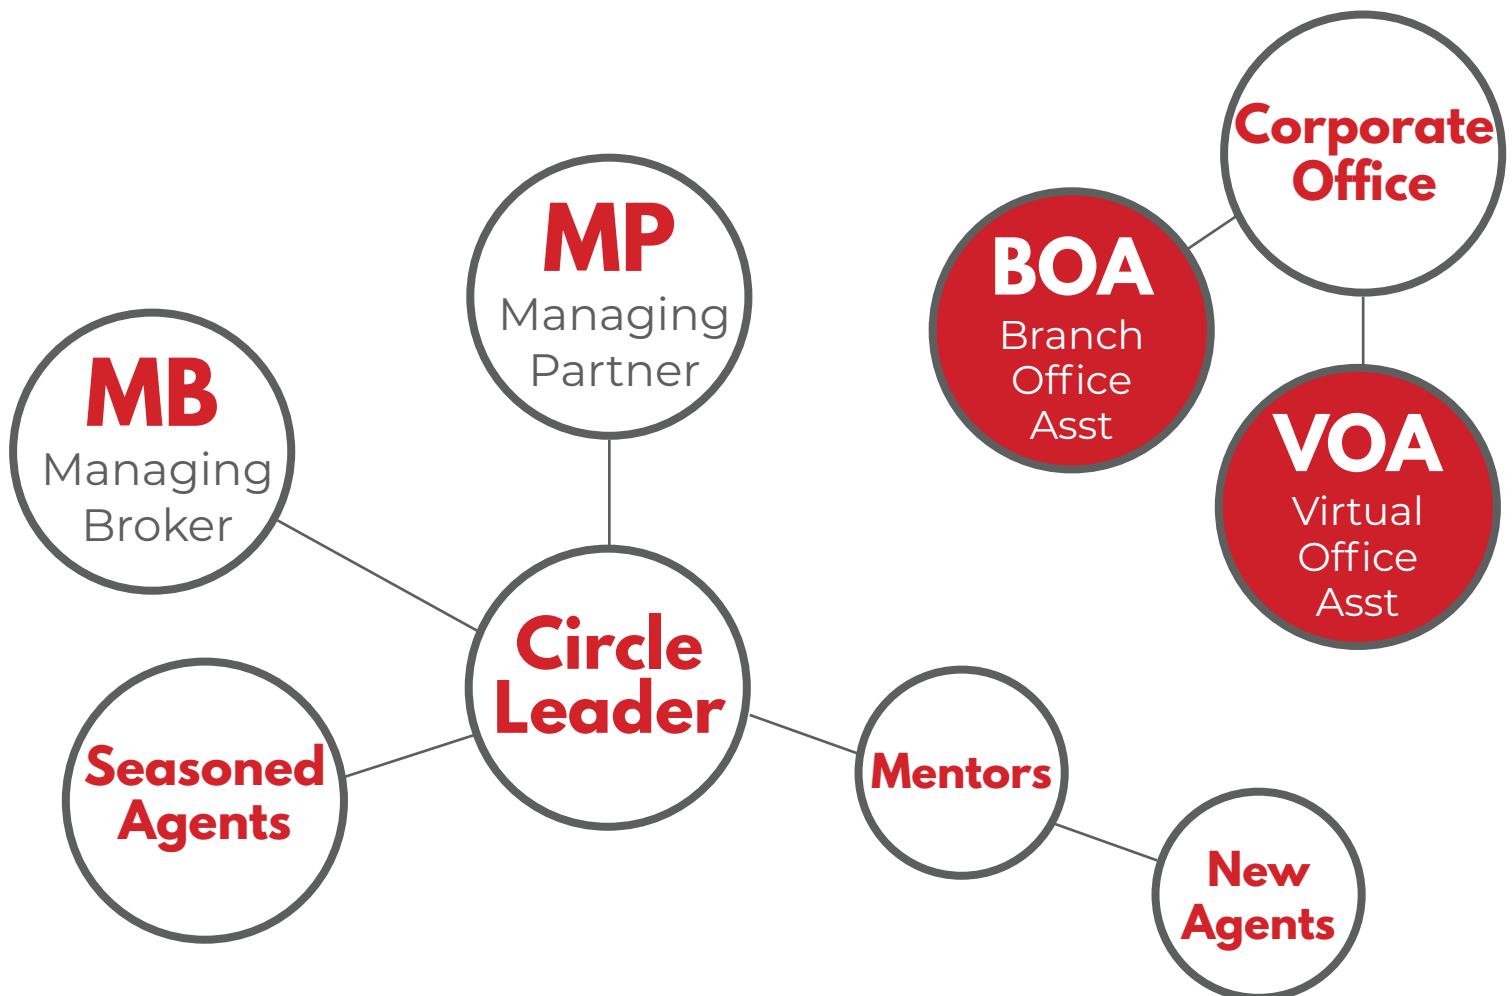 Corporate
Office
MP
Managing
Partner
BOA
Branch
Office
Asst
MB
Managing
Broker
VOA
Virtual
Office
Asst
Circle
Leader
Seasoned
Agents
Mentors
New
Agents